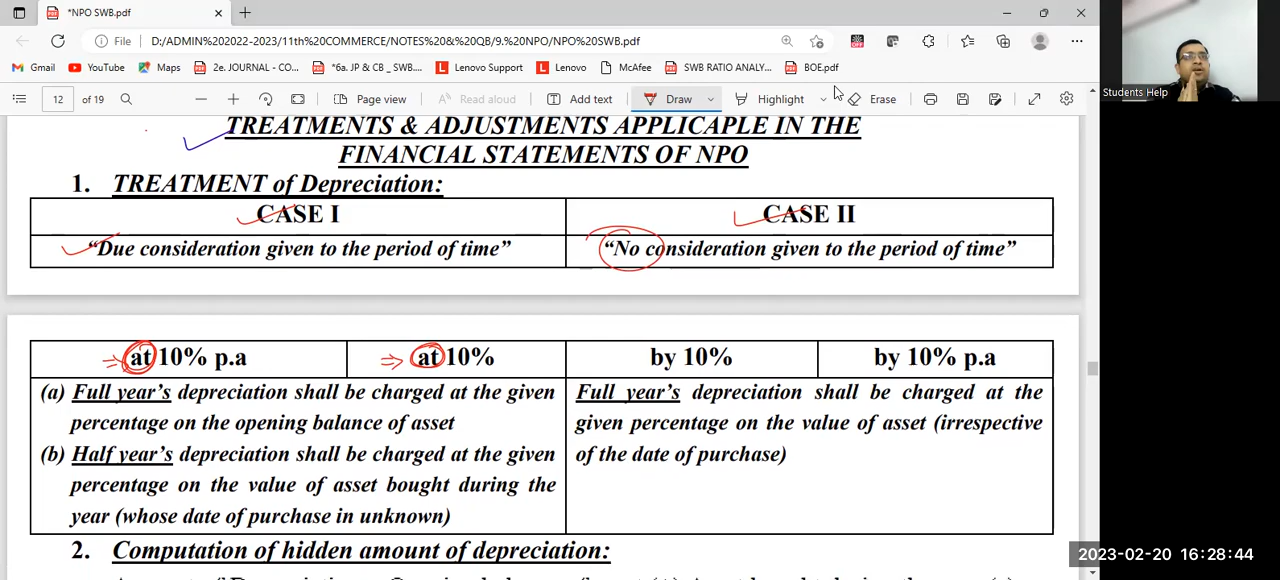 *NPO SWB.pdf
File D:/ADMIN%202022-2023/11th%20COMMERCE/NOTES%20&%20QB/9.%20NPO/NPO%20SWB.pdf
OFF
Gmail YouTube Maps 2e. JOURNAL - CO... *6a. JP & CB _ SWB.... Lenovo Support Lenovo McAfee SWB RATIO ANALY... BOE.pdf
Students Help
12 of 19 Page view Read aloud Add text Draw Highlight Erase
TREATMENTS & ADJUSTMENTS APPLICAPLE IN THE
FINANCIAL STATEMENTS OF NPO
1. TREATMENT of Depreciation:
CASE I CASE II
“Due consideration given to the period of time” “No consideration given to the period of time”
at 10% p.a at 10% by 10% by 10% p.a
(a) Full year’s depreciation shall be charged at the given
percentage on the opening balance of asset
(b) Half year’s depreciation shall be charged at the given
percentage on the value of asset bought during the
year (whose date of purchase in unknown)
Full year’s depreciation shall be charged at the
given percentage on the value of asset (irrespective
of the date of purchase)
2. Computation of hidden amount of depreciation:
2023-02-20 16:28:44